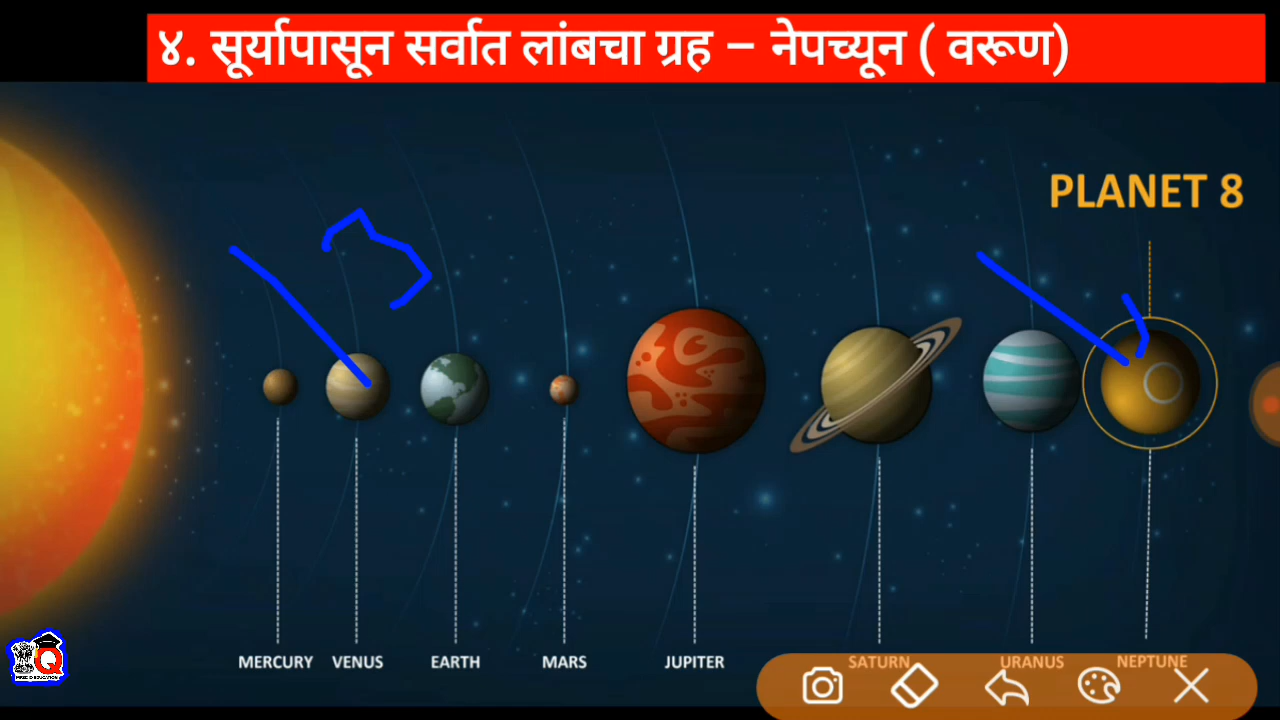 ४. सूर्यापासून सर्वात लांबचा ग्रह – नेपच्यून ( वरूण)
PLANET 8
MERCURY VENUS EARTH MARS JUPITER SATURN URANUS NEPTUNE